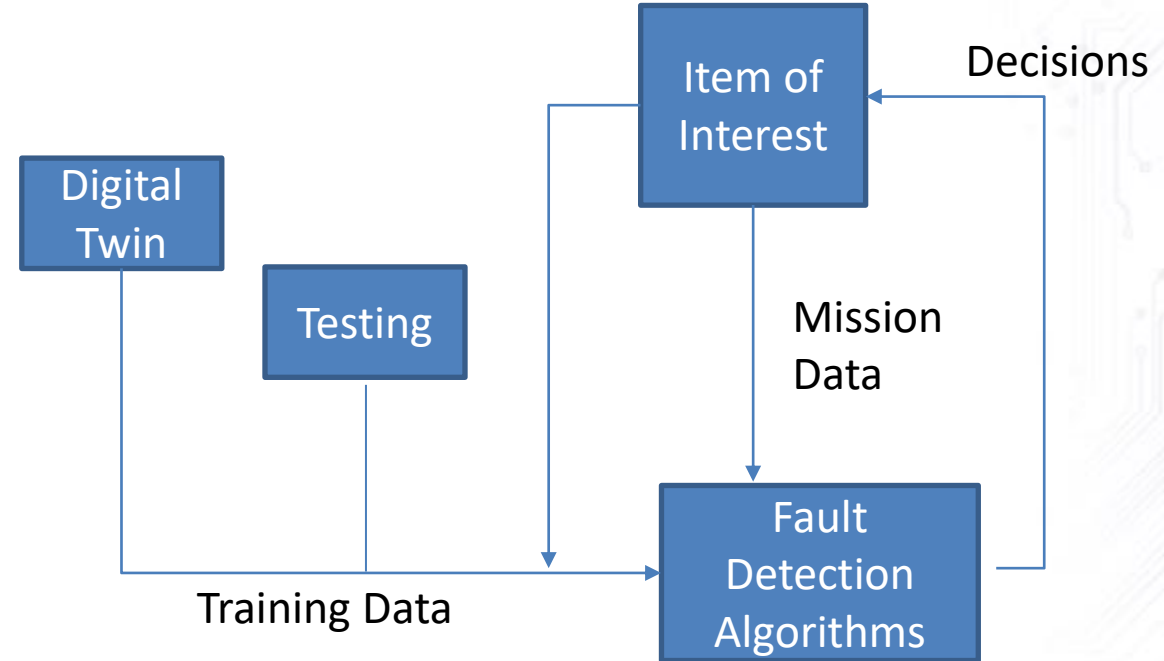 Item of
Interest
Decisions
Digital
Twin
Testing
Mission
Data
Fault
Detection
Algorithms
Training Data